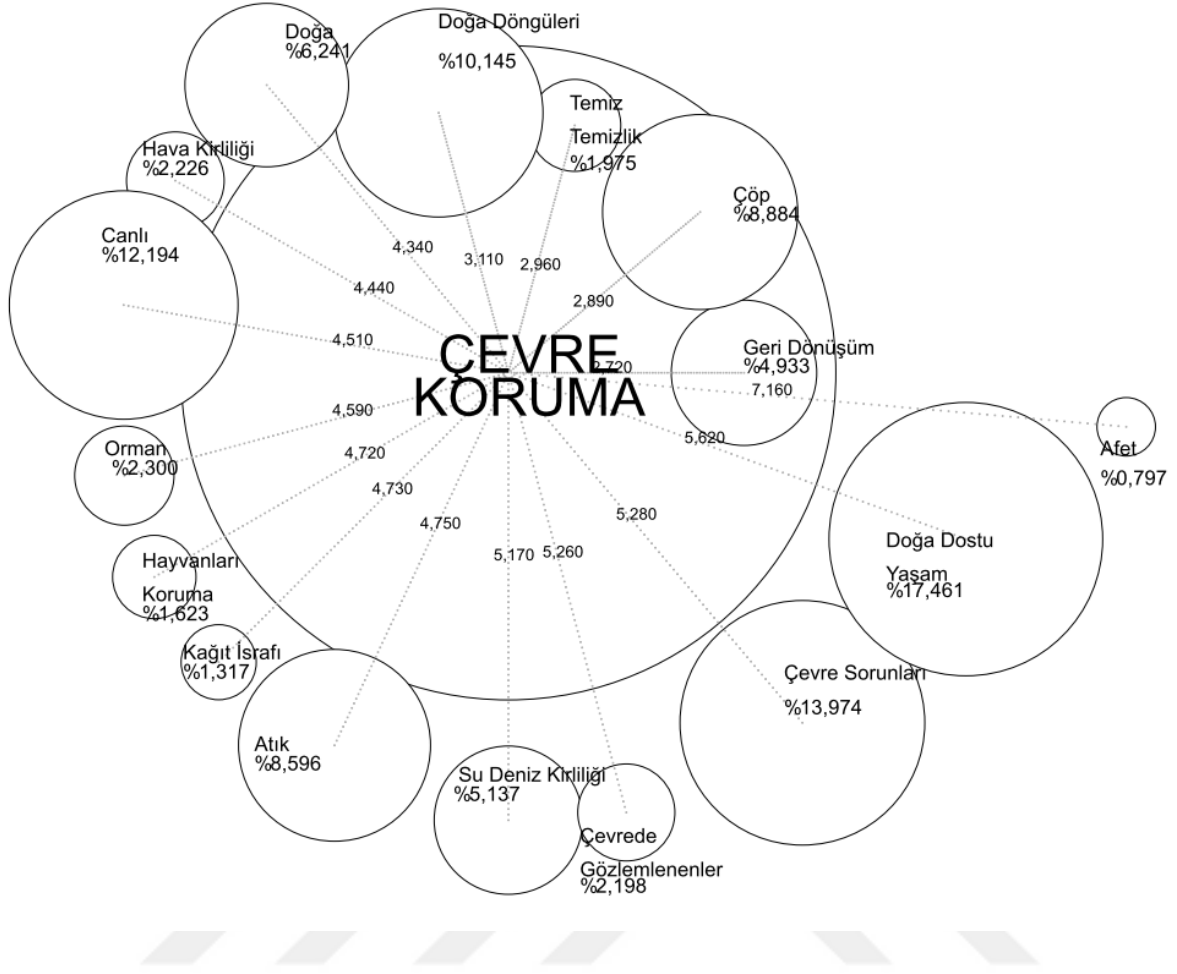 Doğa
%6,241
Doğa Döngüleri
%10,145
Temiz
Temizlik
%1,975
Hava Kirliliği
%2,226
Çöp
%8,884
Canlı
%12,194
4,340
3,110
2,960
4,440
2,890
4,510
ÇEVRE
KORUMA
2,720
Geri Dönüşüm
%4,933
7,160
4,590
5,620
Afet
%0,797
Orman
%2,300
4,720
4,730
4,750
5,280
5,170
5,260
Doğa Dostu
Yaşam
%17,461
Hayvanları
Koruma
%1,623
Kağıt İsrafı
%1,317
Çevre Sorunları
%13,974
Atık
%8,596
Su Deniz Kirliliği
%5,137
Çevrede
Gözlemlenenler
%2,198